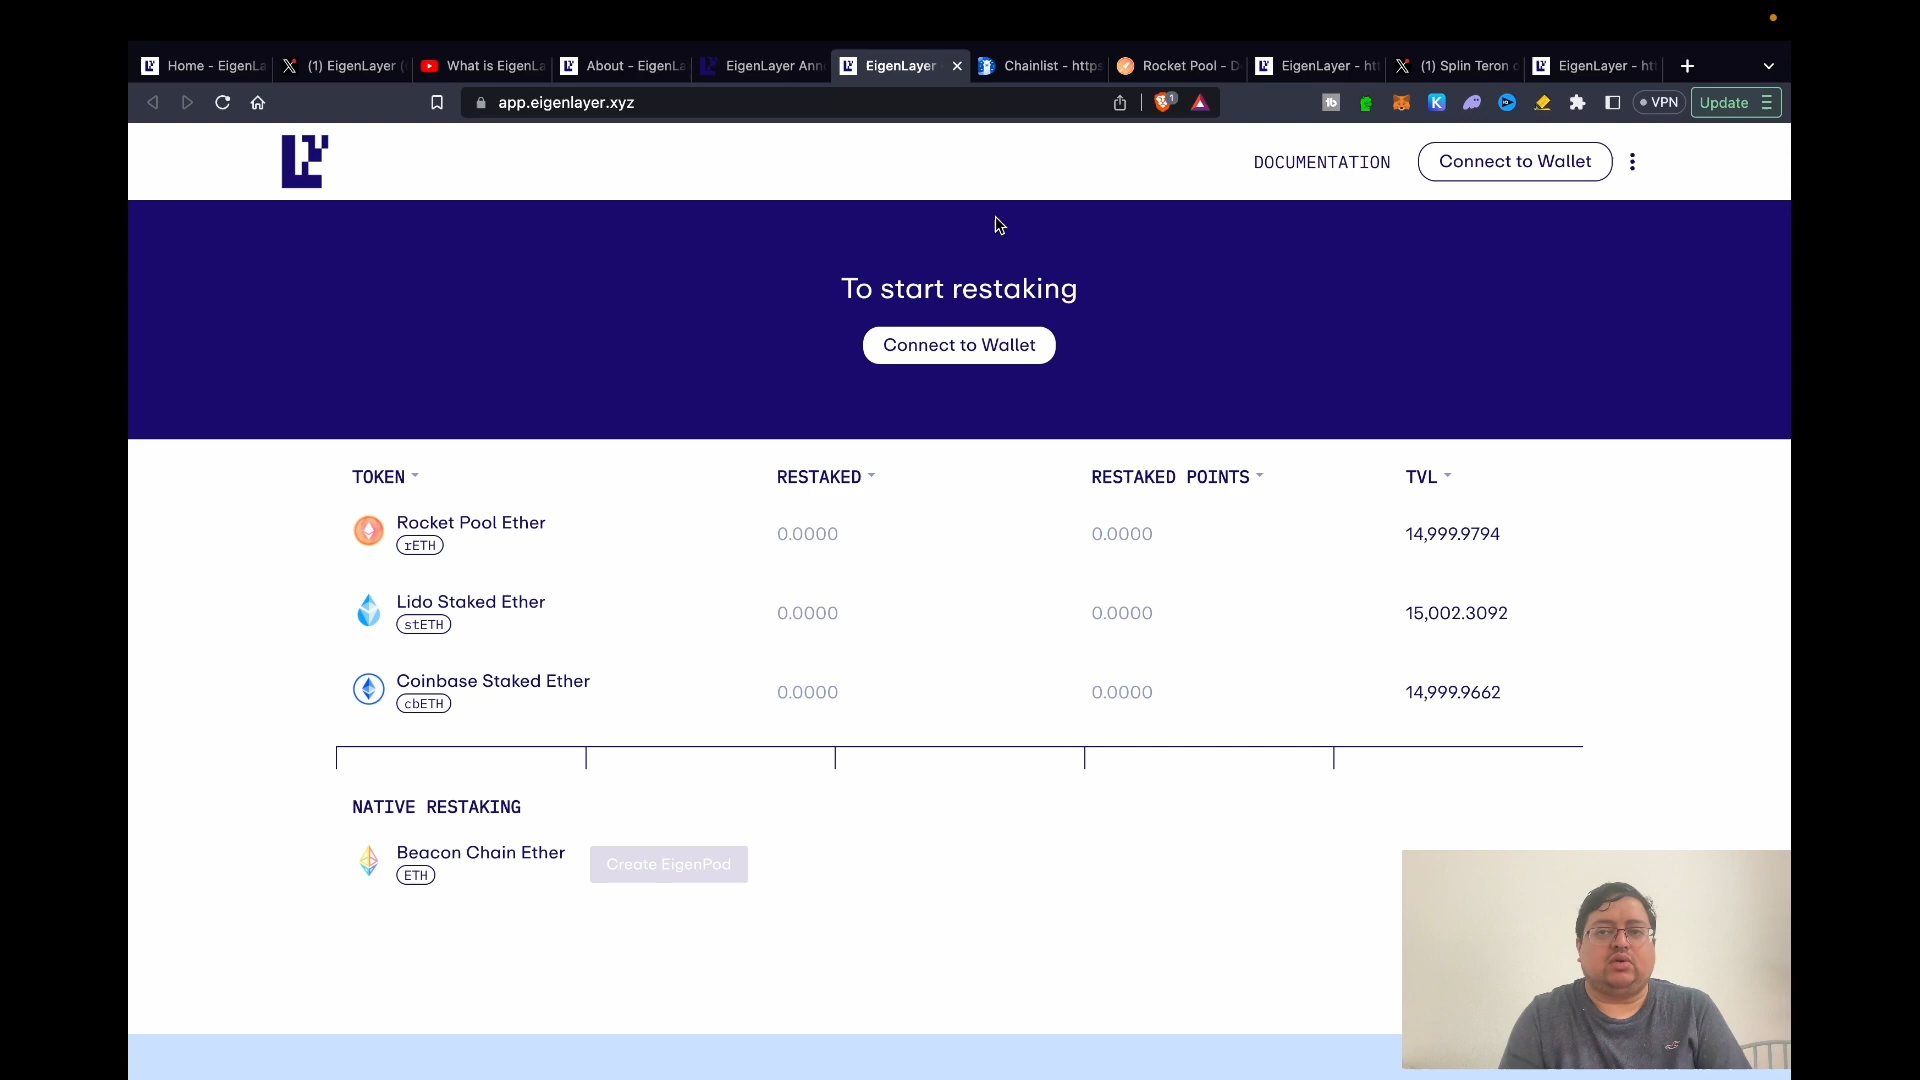 Home - EigenLa
(1) EigenLayer (
What is EigenLa
About - EigenLa
EigenLayer Ann
EigenLayer
Chainlist - https
Rocket Pool - D
EigenLayer - htt
(1) Splin Teron o
EigenLayer - htt
app.eigenlayer.xyz
1
tb
K
VPN
Update
DOCUMENTATION
Connect to Wallet
To start restaking
Connect to Wallet
TOKEN RESTAKED RESTAKED POINTS TVL
Rocket Pool Ether
rETH
0.0000 0.0000 14,999.9794
Lido Staked Ether
stETH
0.0000 0.0000 15,002.3092
Coinbase Staked Ether
cbETH
0.0000 0.0000 14,999.9662
NATIVE RESTAKING
Beacon Chain Ether
ETH
Create EigenPod